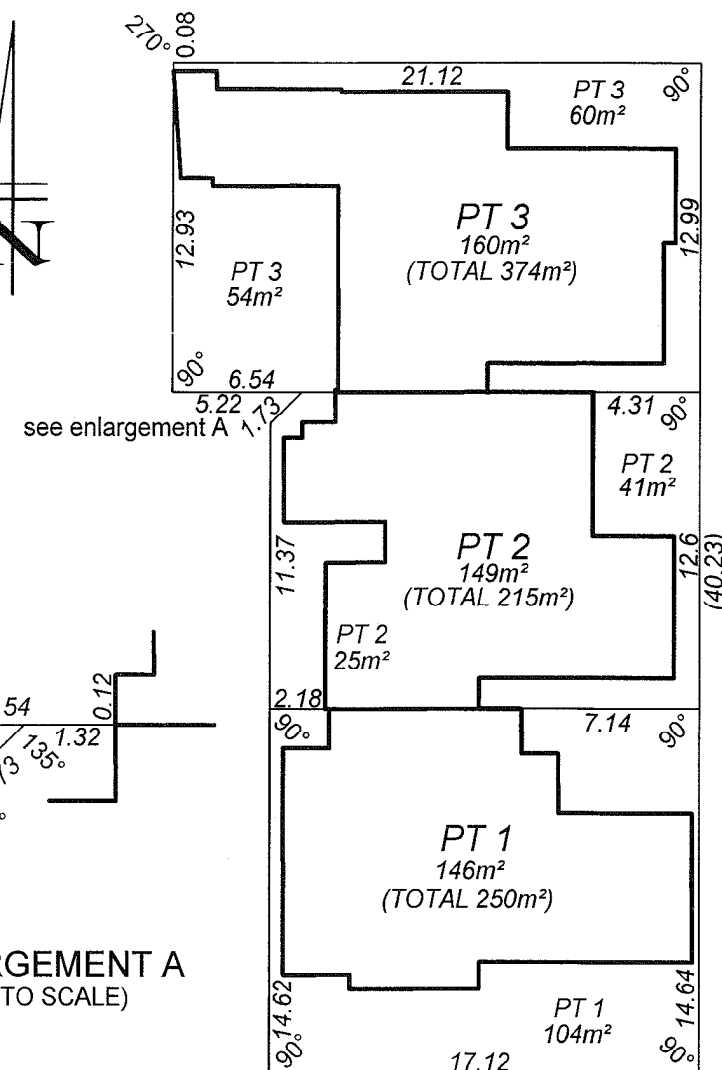 270° 0.08
21.12
90°
PT 3
60m²
PT 3
160m²
(TOTAL 374m²)
12.93
12.99
PT 3
54m²
90°
6.54
5.22
1.73
see enlargement A
4.31
90°
PT 2
41m²
PT 2
149m²
(TOTAL 215m²)
11.37
12.6
(40.23)
PT 2
25m²
2.18
90°
7.14
90°
54
0.12
1.32
135°
73
PT 1
146m²
(TOTAL 250m²)
RGEMENT A
TO SCALE)
14.62
14.64
PT 1
104m²
90°
17.12
90°